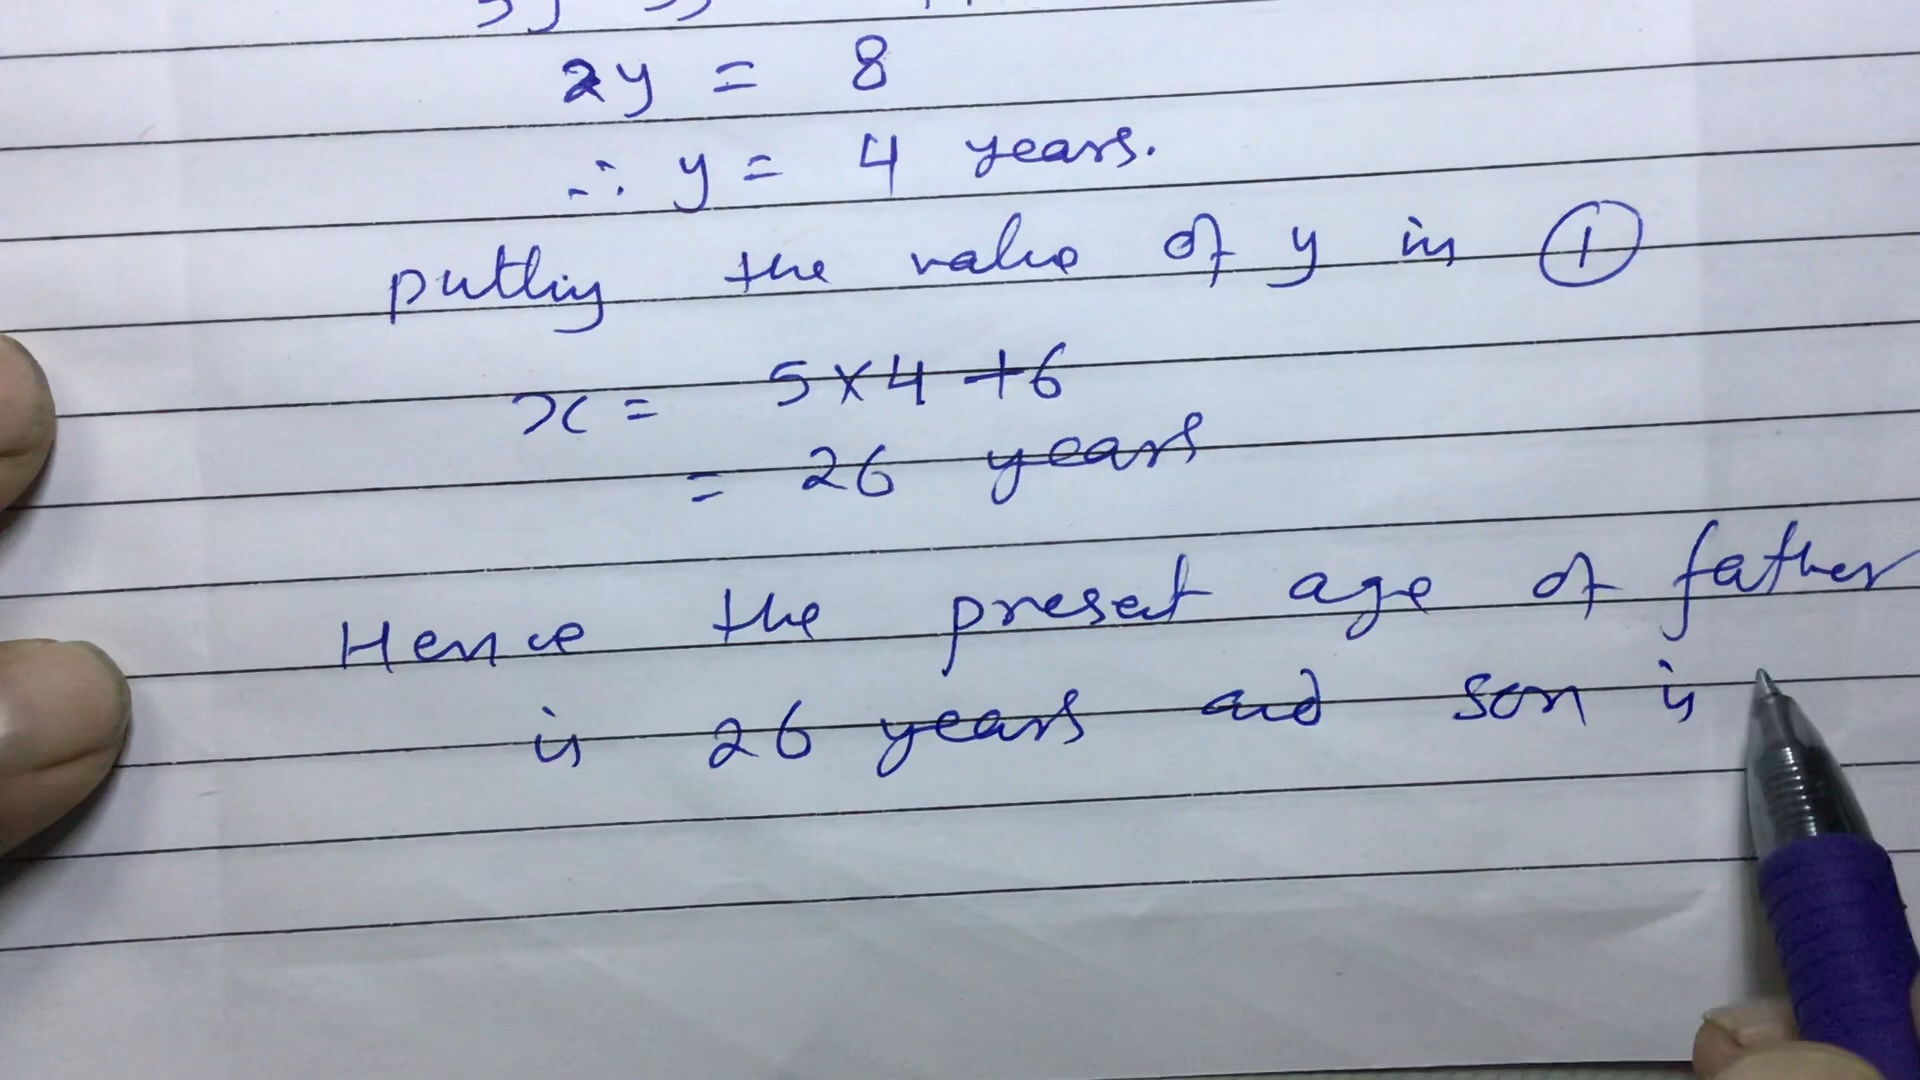 2y = 8
∴ y = 4 years.
putting the value of y in ①
x = 5 × 4 + 6
= 26 years
Hence the present age of father
is 26 years and son is